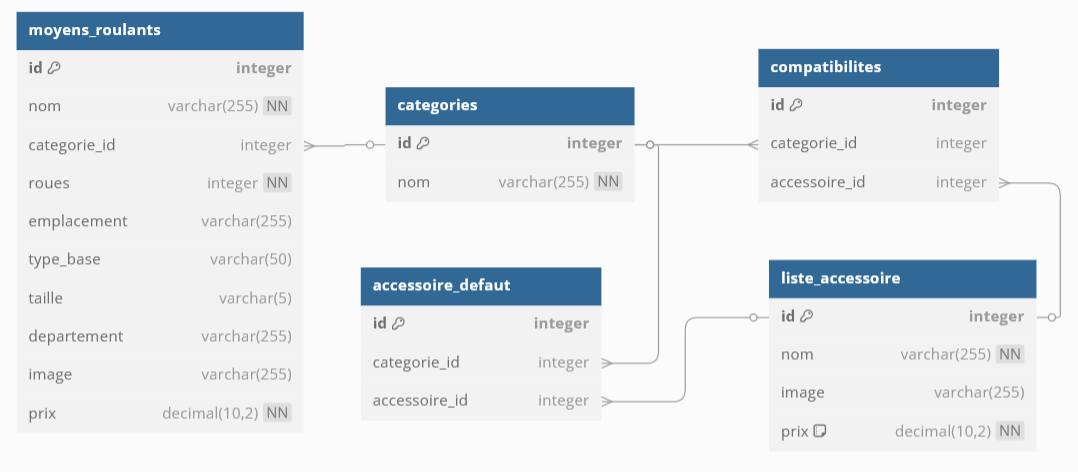 moyens_roulants
id integer
nom varchar(255) NN
categorie_id integer
roues integer NN
emplacement varchar(255)
type_base varchar(50)
taille varchar(5)
departement varchar(255)
image varchar(255)
prix decimal(10,2) NN
categories
id integer
nom varchar(255) NN
compatibilites
id integer
categorie_id integer
accessoire_id integer
accessoire_defaut
id integer
categorie_id integer
accessoire_id integer
liste_accessoire
id integer
nom varchar(255) NN
image varchar(255)
prix decimal(10,2) NN